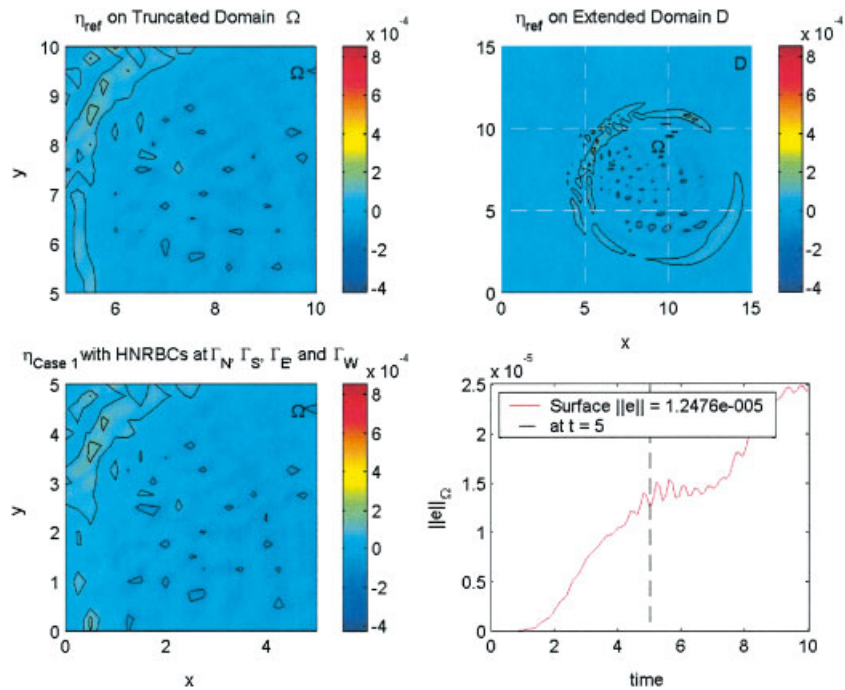 η_ref on Truncated Domain Ω
10
9
8
7
6
5
y
6 8 10
Ω
x 10^-4
8
6
4
2
0
-2
-4
η_ref on Extended Domain D
15
10
5
0
0 5 10 15
x
D
Ω
x 10^-4
8
6
4
2
0
-2
-4
η_Case 1 with HNRBCs at Γ_N, Γ_S, Γ_E and Γ_W
5
4
3
2
1
0
y
0 2 4
x
Ω
x 10^-4
8
6
4
2
0
-2
-4
x 10^-5
2.5
2
1.5
1
0.5
0
||e||_Ω
0 2 4 6 8 10
time
Surface ||e|| = 1.2476e-005
at t = 5